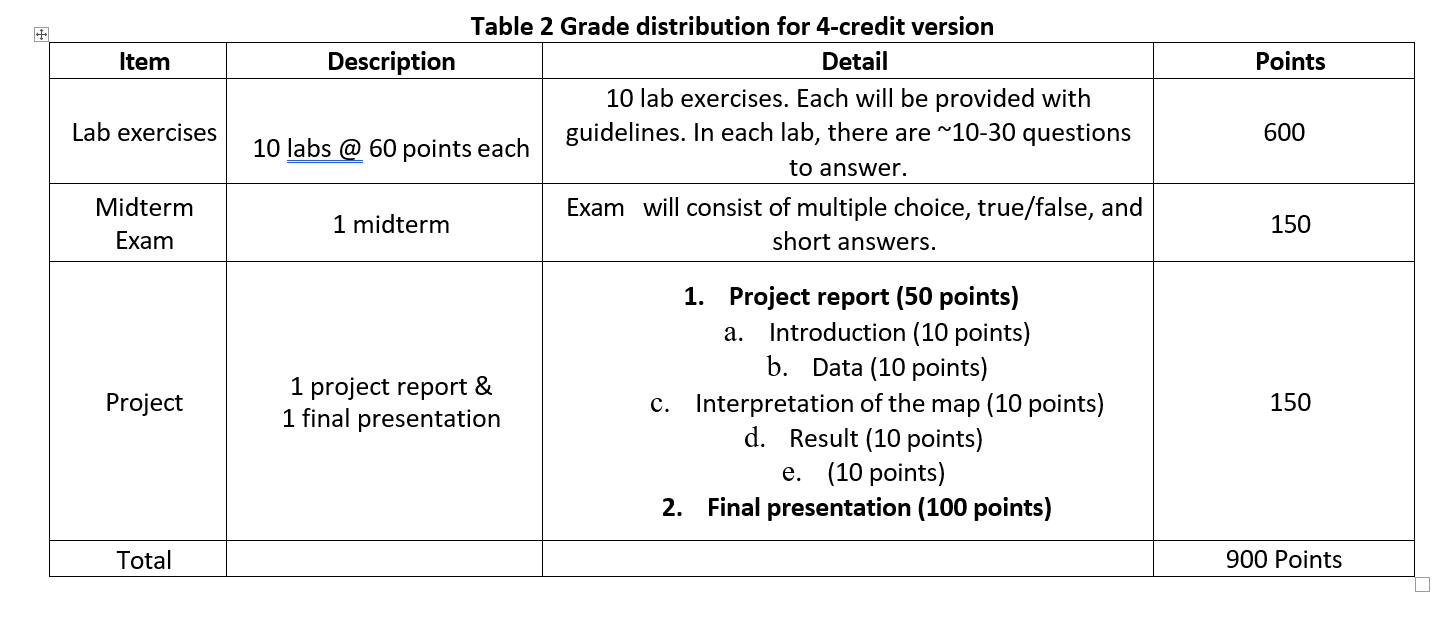 Table 2 Grade distribution for 4-credit version
Item Description Detail Points
Lab exercises
10 labs @ 60 points each
10 lab exercises. Each will be provided with
guidelines. In each lab, there are ~10-30 questions
to answer.
600
Midterm
Exam
1 midterm
Exam will consist of multiple choice, true/false, and
short answers.
150
Project
1 project report &
1 final presentation
1. Project report (50 points)
a. Introduction (10 points)
b. Data (10 points)
c. Interpretation of the map (10 points)
d. Result (10 points)
e. (10 points)
2. Final presentation (100 points)
150
Total
900 Points